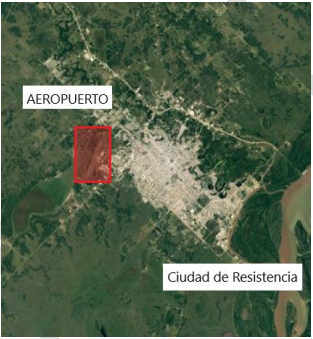 AEROPUERTO
Ciudad de Resistencia